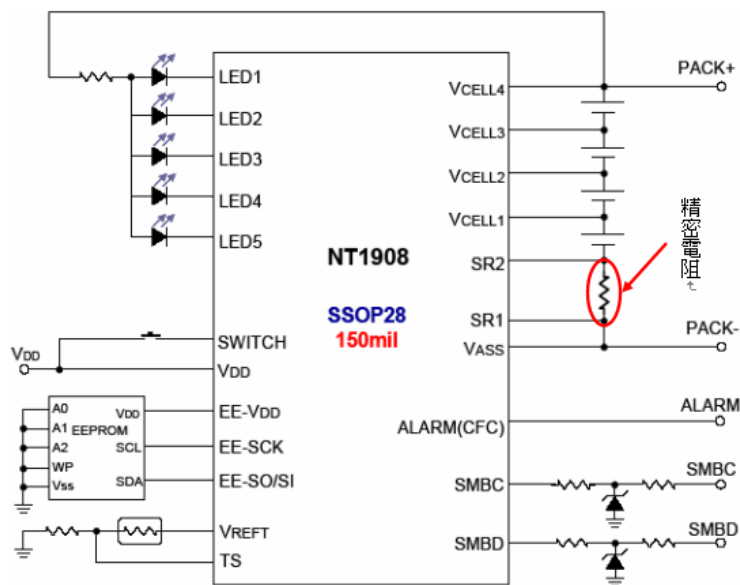 LED1
LED2
LED3
LED4
LED5
SWITCH
VDD
VDD
EE-VDD
EE-SCK
EE-SO/SI
VREFT
TS
A0
A1
A2
WP
Vss
EEPROM
VDD
SCL
SDA
NT1908
SSOP28
150mil
VCELL4
VCELL3
VCELL2
VCELL1
SR2
SR1
VASS
ALARM(CFC)
SMBC
SMBD
PACK+
精密電阻
PACK-
ALARM
SMBC
SMBD